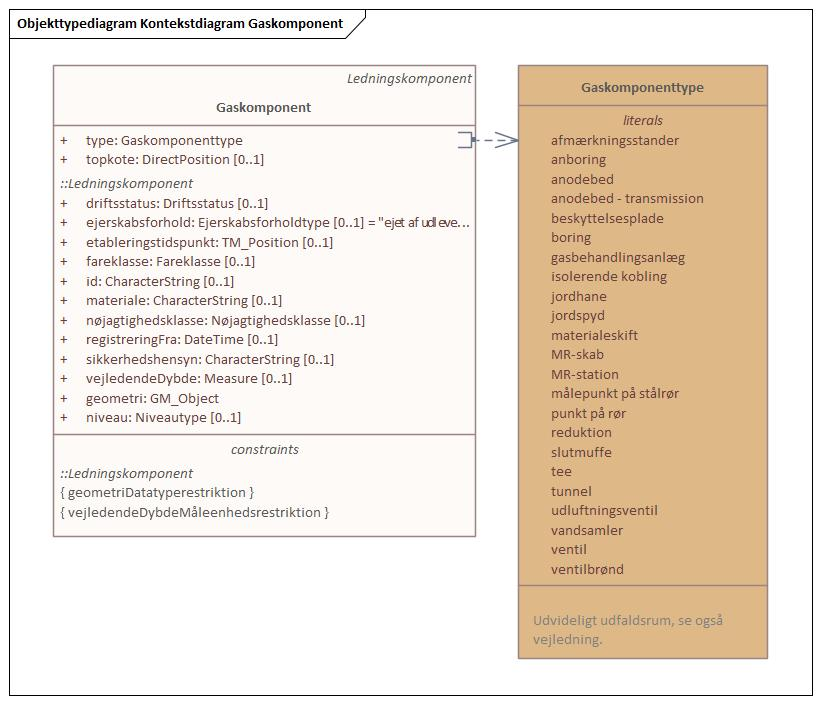 Objekttypediagram Kontekstdiagram Gaskomponent
Ledningskomponent
Gaskomponent
+ type: Gaskomponenttype
+ topkote: DirectPosition [0..1]
::Ledningskomponent
+ driftsstatus: Driftsstatus [0..1]
+ ejerskabsforhold: Ejerskabsforholdtype [0..1] = "ejet af udleve...
+ etableringstidspunkt: TM_Position [0..1]
+ fareklasse: Fareklasse [0..1]
+ id: CharacterString [0..1]
+ materiale: CharacterString [0..1]
+ nøjagtighedsklasse: Nøjagtighedsklasse [0..1]
+ registreringFra: DateTime [0..1]
+ sikkerhedshensyn: CharacterString [0..1]
+ vejledendeDybde: Measure [0..1]
+ geometri: GM_Object
+ niveau: Niveautype [0..1]
constraints
::Ledningskomponent
{ geometriDatatyperestriktion }
{ vejledendeDybdeMåleenhedsrestriktion }
Gaskomponenttype
literals
afmærkningsstander
anboring
anodebed
anodebed - transmission
beskyttelsesplade
boring
gasbehandlingsanlæg
isolerende kobling
jordhane
jordspyd
materialeskift
MR-skab
MR-station
målepunkt på stålrør
punkt på rør
reduktion
slutmuffe
tee
tunnel
udluftningsventil
vandsamler
ventil
ventilbrønd
Udvideligt udfaldsrum, se også
vejledning.